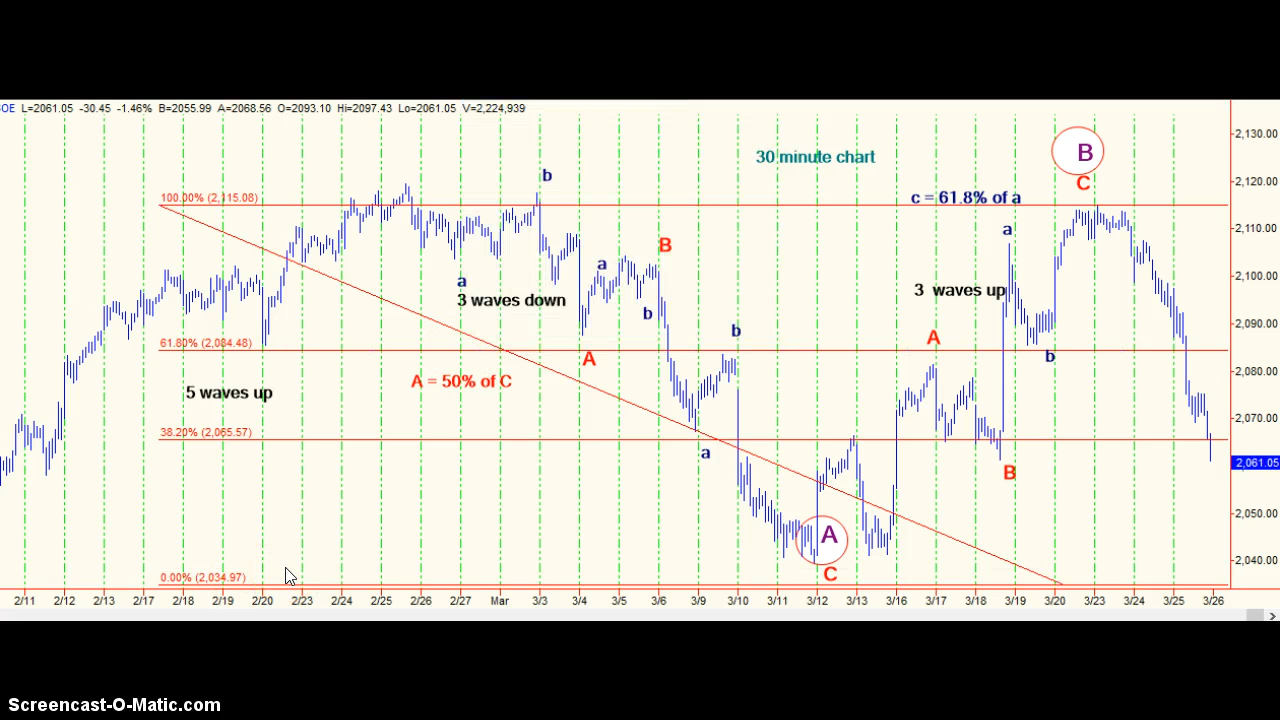 OE L=2061.05 -30.45 -1.46% B=2055.99 A=2068.56 O=2093.10 Hi=2097.43 Lo=2061.05 V=2,224,939
2,130.00
B
30 minute chart
b
2,120.00
C
100.00% (2,115.08)
c = 61.8% of a
a
2,110.00
B
a
2,100.00
a
3 waves down
3 waves up
b
2,090.00
b
61.80% (2,084.48)
A
A
b
2,080.00
A = 50% of C
5 waves up
2,070.00
38.20% (2,065.57)
a
2,061.05
B
2,050.00
A
2,040.00
C
0.00% (2,034.97)
2/11 2/12 2/13 2/17 2/18 2/19 2/20 2/23 2/24 2/25 2/26 2/27 Mar 3/3 3/4 3/5 3/6 3/9 3/10 3/11 3/12 3/13 3/16 3/17 3/18 3/19 3/20 3/23 3/24 3/25 3/26
Screencast-O-Matic.com